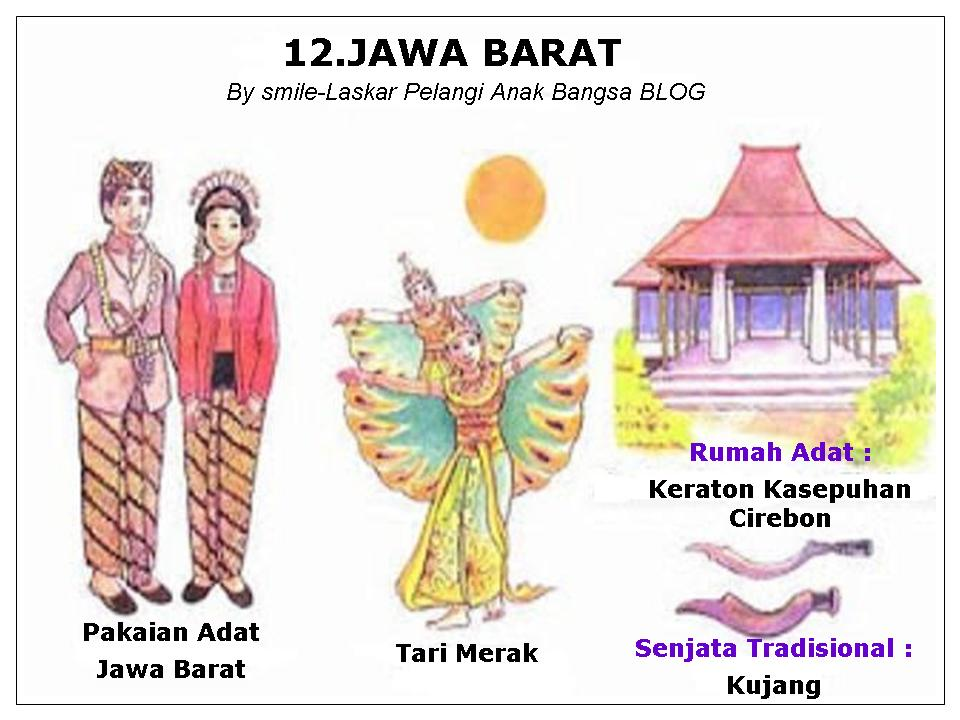 12.JAWA BARAT
By smile-Laskar Pelangi Anak Bangsa BLOG
Rumah Adat :
Keraton Kasepuhan
Cirebon
Pakaian Adat
Jawa Barat
Tari Merak
Senjata Tradisional :
Kujang